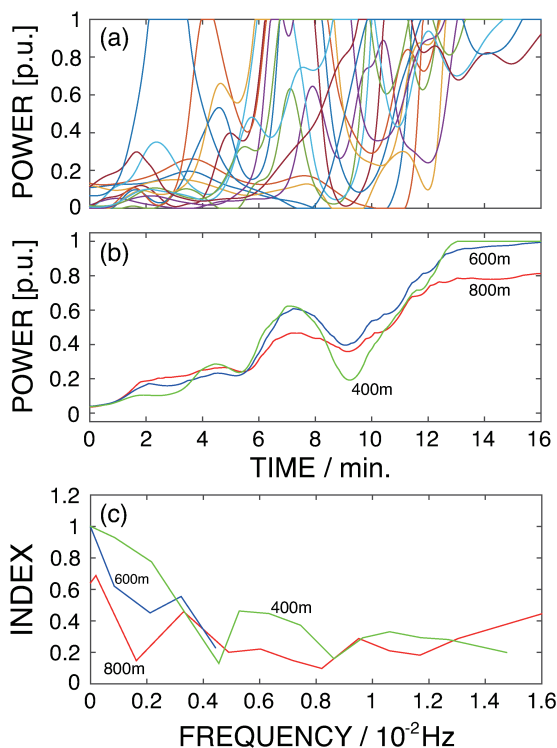 (a)
POWER [p.u.]
1
0.8
0.6
0.4
0.2
0
(b)
POWER [p.u.]
1
0.8
0.6
0.4
0.2
0
600m
800m
400m
0 2 4 6 8 10 12 14 16
TIME / min.
(c)
INDEX
1.2
1
0.8
0.6
0.4
0.2
0
600m
400m
800m
0 0.2 0.4 0.6 0.8 1 1.2 1.4 1.6
FREQUENCY / 10⁻²Hz